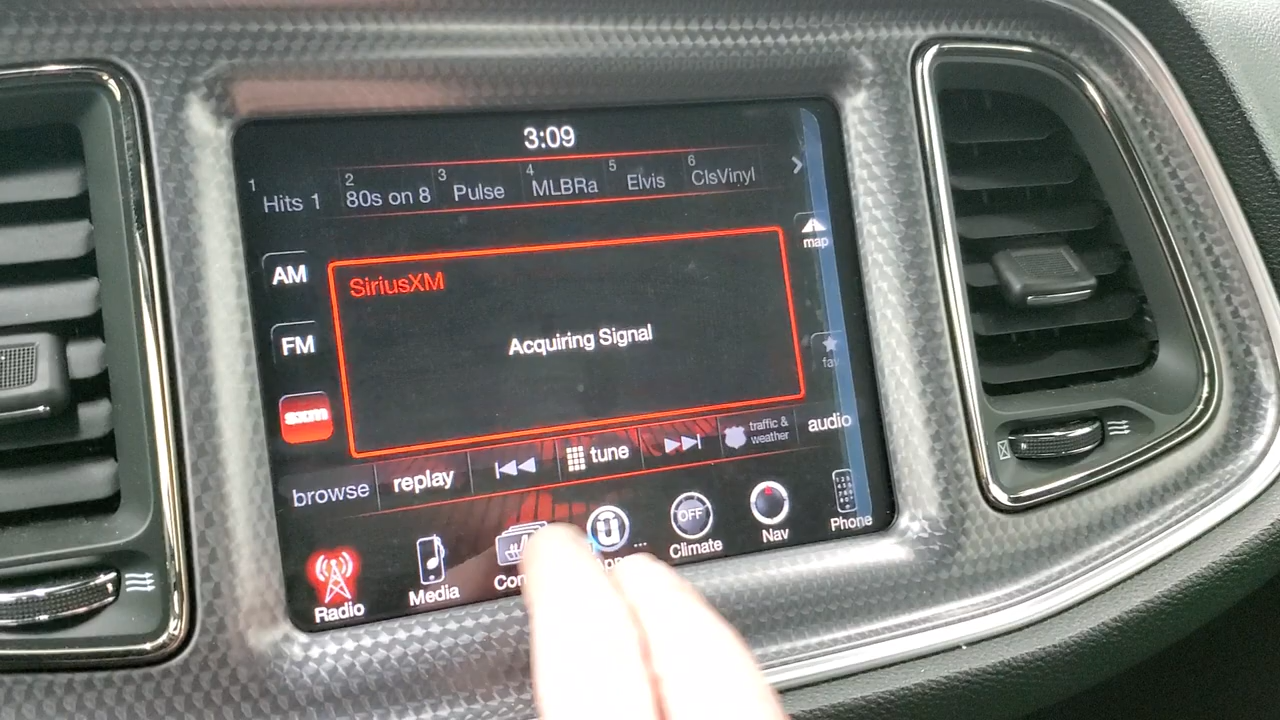 3:09
1 Hits 1
2 80s on 8
3 Pulse
4 MLBRa
5 Elvis
6 ClsVinyl
map
AM
SiriusXM
FM
Acquiring Signal
fav
sxm
browse
replay
tune
traffic &
weather
audio
Radio
Media
Con
U
OFF
Climate
Nav
Phone